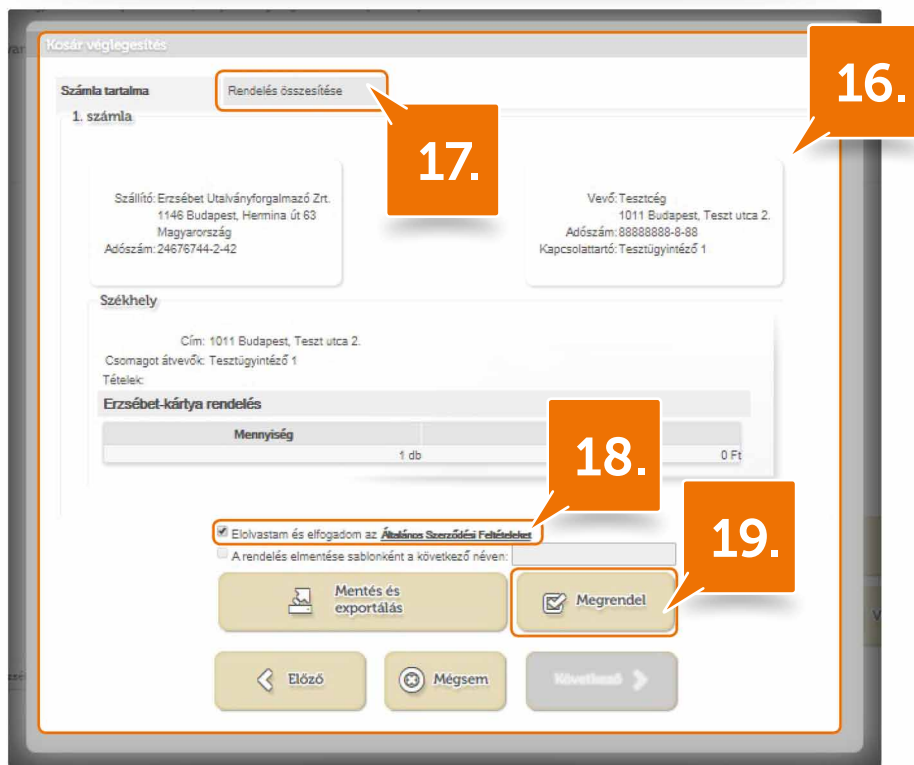 Kosár véglegesítés
16.
Számla tartalma
Rendelés összesítése
17.
1. számla
Szállító: Erzsébet Utalványforgalmazó Zrt.
1146 Budapest, Hermina út 63
Magyarország
Adószám: 24676744-2-42
Vevő: Tesztcég
1011 Budapest, Teszt utca 2.
Adószám: 88888888-8-88
Kapcsolattartó: Tesztügyintéző 1
Székhely
Cím: 1011 Budapest, Teszt utca 2.
Csomagot átvevők: Tesztügyintéző 1
Tételek:
Erzsébet-kártya rendelés
Mennyiség
1 db
0 Ft
18.
Elolvastam és elfogadom az Általános Szerződési Feltételeket
A rendelés elmentése sablonként a következő néven:
19.
Mentés és
exportálás
Megrendel
Előző
Mégsem
Következő